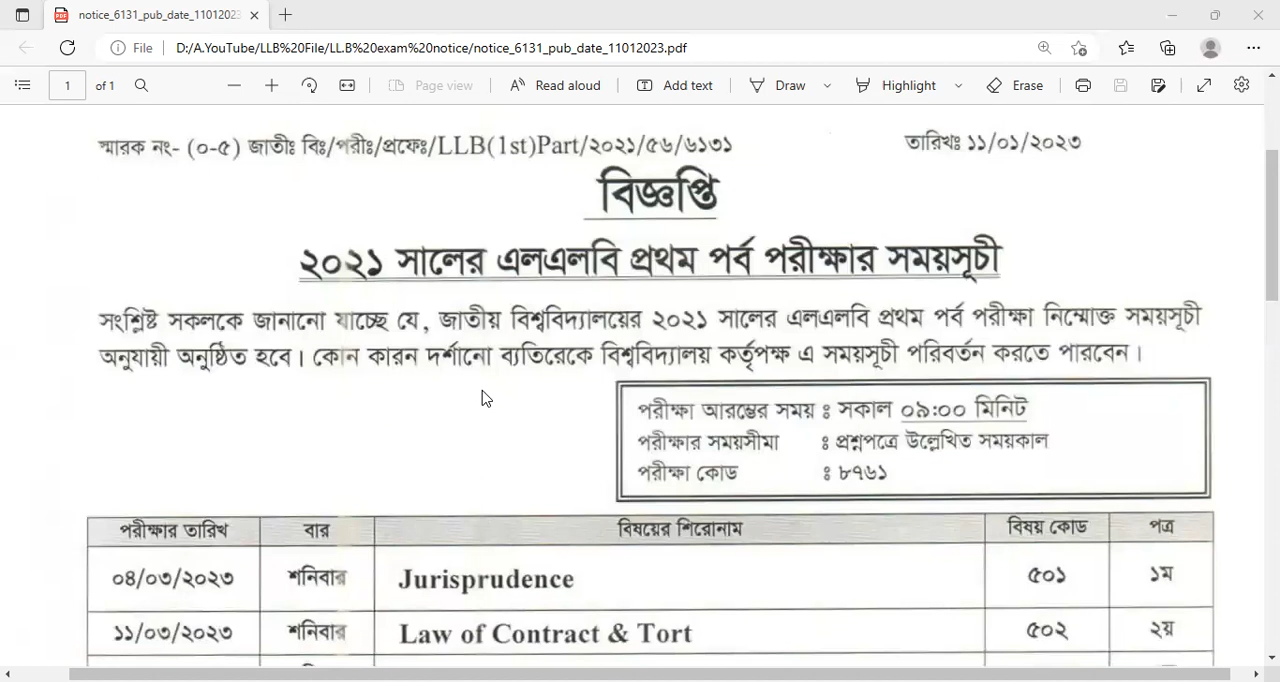 notice_6131_pub_date_11012023
File D:/A.YouTube/LLB%20File/LL.B%20exam%20notice/notice_6131_pub_date_11012023.pdf
1 of 1 Page view Read aloud Add text Draw Highlight Erase
স্মারক নং- (০-৫) জাতীঃ বিঃ/পরীঃ/প্রফেঃ/LLB(1st)Part/২০২১/৫৬/৬১৩১ তারিখঃ ১১/০১/২০২৩
বিজ্ঞপ্তি
২০২১ সালের এলএলবি প্রথম পর্ব পরীক্ষার সময়সূচী
সংশ্লিষ্ট সকলকে জানানো যাচ্ছে যে, জাতীয় বিশ্ববিদ্যালয়ের ২০২১ সালের এলএলবি প্রথম পর্ব পরীক্ষা নিম্মোক্ত সময়সূচী
অনুযায়ী অনুষ্ঠিত হবে। কোন কারন দর্শানো ব্যতিরেকে বিশ্ববিদ্যালয় কর্তৃপক্ষ এ সময়সূচী পরিবর্তন করতে পারবেন।
পরীক্ষা আরম্ভের সময় ঃ সকাল ০৯:০০ মিনিট
পরীক্ষার সময়সীমা ঃ প্রশ্নপত্রে উল্লেখিত সময়কাল
পরীক্ষা কোড ঃ ৮৭৬১
পরীক্ষার তারিখ বার বিষয়ের শিরোনাম বিষয় কোড পত্র
০৪/০৩/২০২৩ শনিবার Jurisprudence ৫০১ ১ম
১১/০৩/২০২৩ শনিবার Law of Contract & Tort ৫০২ ২য়